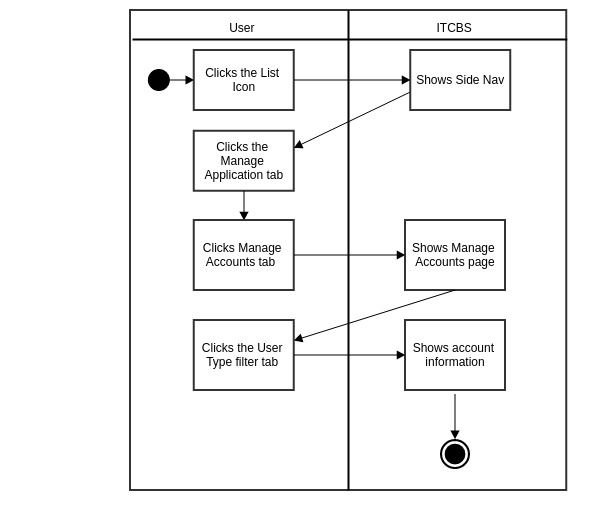 User
ITCBS
Clicks the List
Icon
Shows Side Nav
Clicks the
Manage
Application tab
Clicks Manage
Accounts tab
Shows Manage
Accounts page
Clicks the User
Type filter tab
Shows account
information